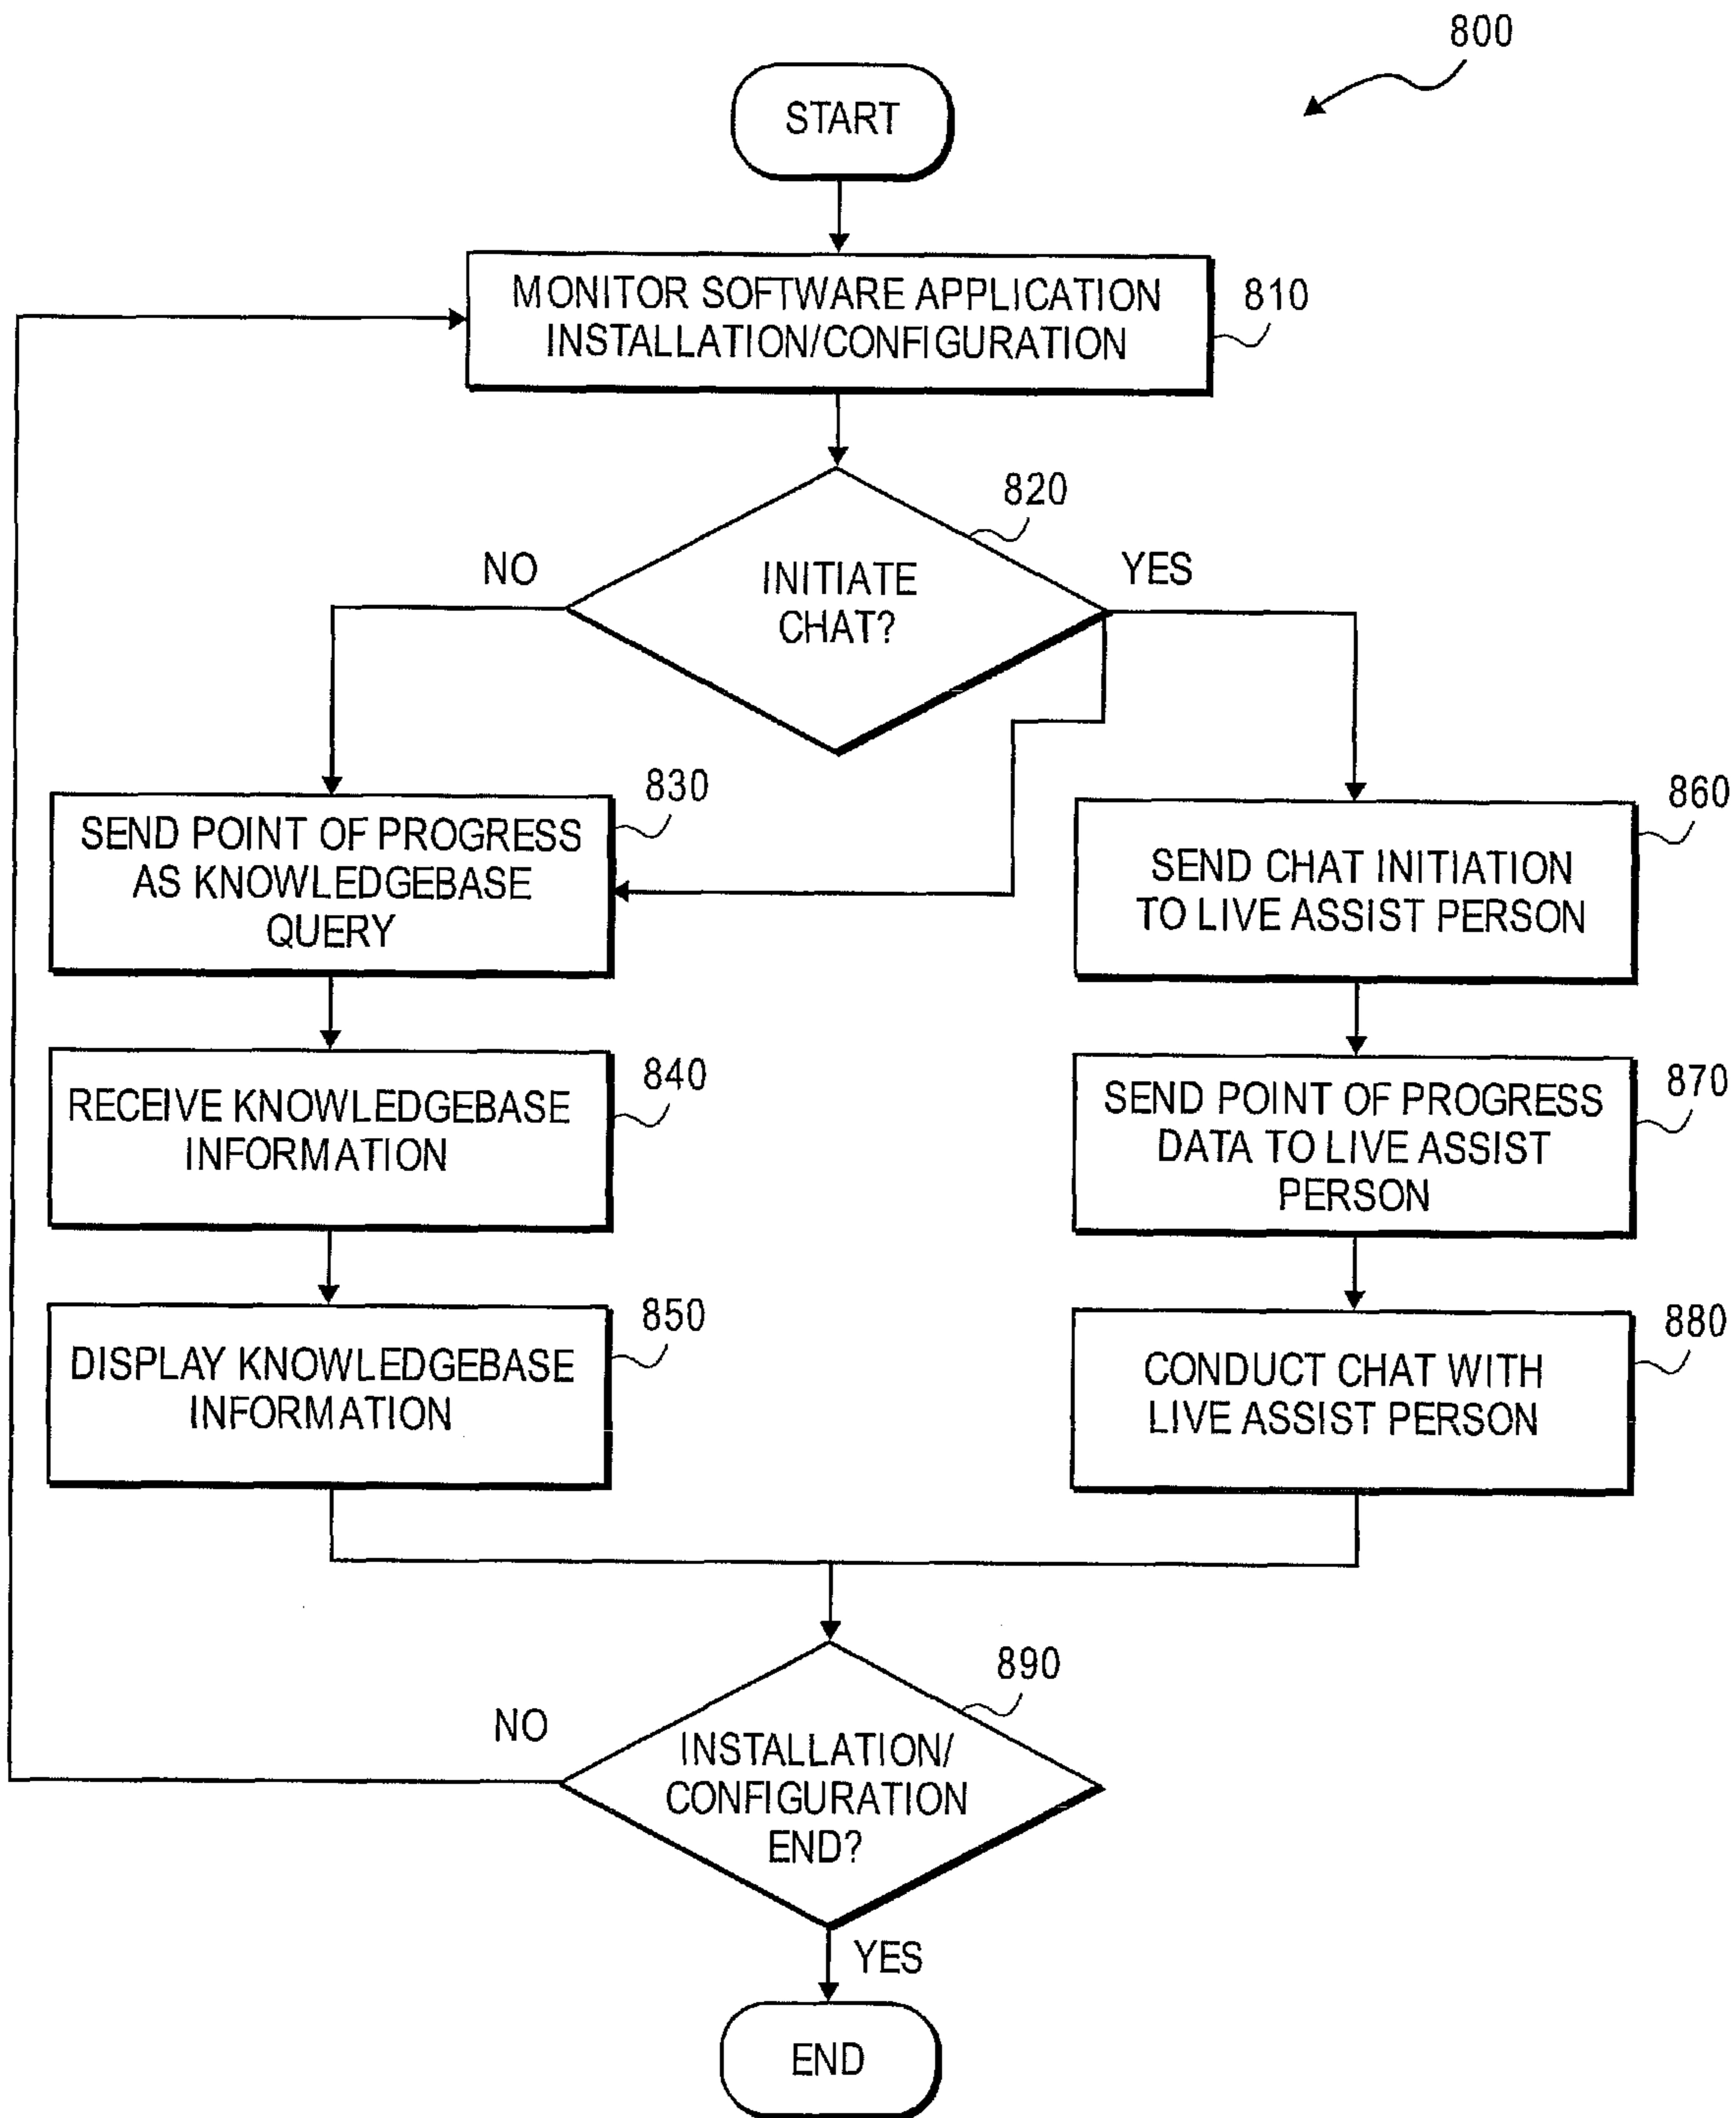 800
START
MONITOR SOFTWARE APPLICATION
INSTALLATION/CONFIGURATION
810
820
NO
INITIATE
CHAT?
YES
830
SEND POINT OF PROGRESS
AS KNOWLEDGEBASE
QUERY
860
SEND CHAT INITIATION
TO LIVE ASSIST PERSON
840
RECEIVE KNOWLEDGEBASE
INFORMATION
870
SEND POINT OF PROGRESS
DATA TO LIVE ASSIST
PERSON
850
DISPLAY KNOWLEDGEBASE
INFORMATION
880
CONDUCT CHAT WITH
LIVE ASSIST PERSON
890
NO
INSTALLATION/
CONFIGURATION
END?
YES
END